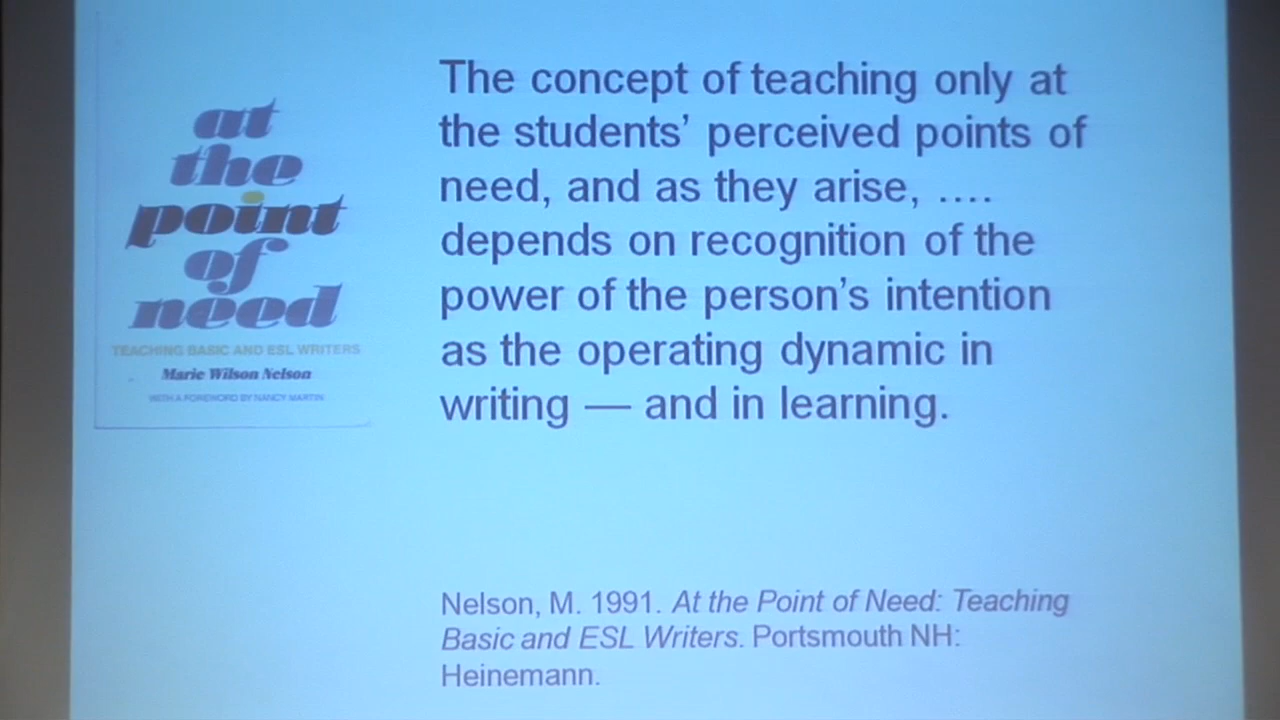 at
the
point
of
need
TEACHING BASIC AND ESL WRITERS
Marie Wilson Nelson
WITH A FOREWORD BY NANCY MARTIN
The concept of teaching only at
the students’ perceived points of
need, and as they arise, ....
depends on recognition of the
power of the person’s intention
as the operating dynamic in
writing — and in learning.
Nelson, M. 1991. At the Point of Need: Teaching
Basic and ESL Writers. Portsmouth NH:
Heinemann.